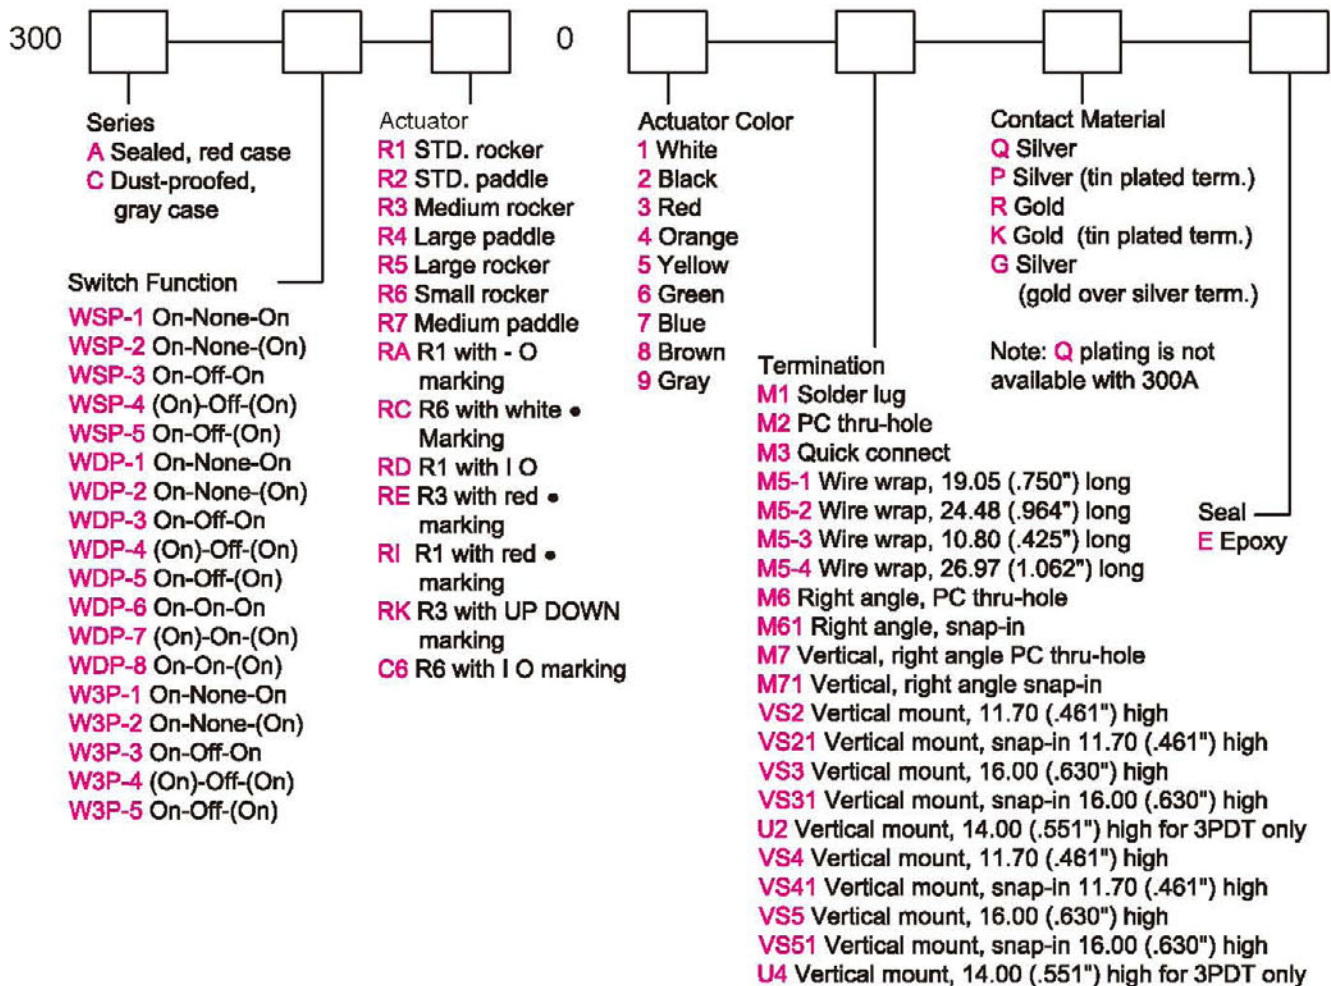 300 0
Series
A Sealed, red case
C Dust-proofed,
gray case
Switch Function
WSP-1 On-None-On
WSP-2 On-None-(On)
WSP-3 On-Off-On
WSP-4 (On)-Off-(On)
WSP-5 On-Off-(On)
WDP-1 On-None-On
WDP-2 On-None-(On)
WDP-3 On-Off-On
WDP-4 (On)-Off-(On)
WDP-5 On-Off-(On)
WDP-6 On-On-On
WDP-7 (On)-On-(On)
WDP-8 On-On-(On)
W3P-1 On-None-On
W3P-2 On-None-(On)
W3P-3 On-Off-On
W3P-4 (On)-Off-(On)
W3P-5 On-Off-(On)
Actuator
R1 STD. rocker
R2 STD. paddle
R3 Medium rocker
R4 Large paddle
R5 Large rocker
R6 Small rocker
R7 Medium paddle
RA R1 with - O
marking
RC R6 with white •
Marking
RD R1 with I O
RE R3 with red •
marking
RI R1 with red •
marking
RK R3 with UP DOWN
marking
C6 R6 with I O marking
Actuator Color
1 White
2 Black
3 Red
4 Orange
5 Yellow
6 Green
7 Blue
8 Brown
9 Gray
Termination
M1 Solder lug
M2 PC thru-hole
M3 Quick connect
M5-1 Wire wrap, 19.05 (.750") long
M5-2 Wire wrap, 24.48 (.964") long
M5-3 Wire wrap, 10.80 (.425") long
M5-4 Wire wrap, 26.97 (1.062") long
M6 Right angle, PC thru-hole
M61 Right angle, snap-in
M7 Vertical, right angle PC thru-hole
M71 Vertical, right angle snap-in
VS2 Vertical mount, 11.70 (.461") high
VS21 Vertical mount, snap-in 11.70 (.461") high
VS3 Vertical mount, 16.00 (.630") high
VS31 Vertical mount, snap-in 16.00 (.630") high
U2 Vertical mount, 14.00 (.551") high for 3PDT only
VS4 Vertical mount, 11.70 (.461") high
VS41 Vertical mount, snap-in 11.70 (.461") high
VS5 Vertical mount, 16.00 (.630") high
VS51 Vertical mount, snap-in 16.00 (.630") high
U4 Vertical mount, 14.00 (.551") high for 3PDT only
Contact Material
Q Silver
P Silver (tin plated term.)
R Gold
K Gold (tin plated term.)
G Silver
(gold over silver term.)
Note: Q plating is not
available with 300A
Seal
E Epoxy